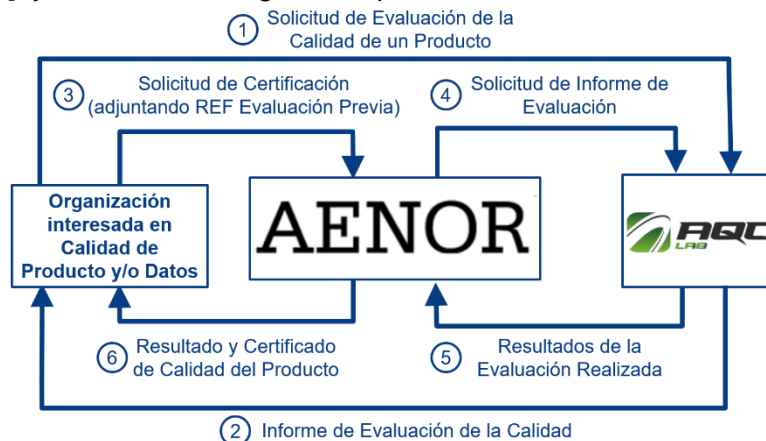 1 Solicitud de Evaluación de la
Calidad de un Producto
3 Solicitud de Certificación
(adjuntando REF Evaluación Previa)
4 Solicitud de Informe de
Evaluación
Organización
interesada en
Calidad de
Producto y/o Datos
AENOR
AQC
LAB
6 Resultado y Certificado
de Calidad del Producto
5 Resultados de la
Evaluación Realizada
2 Informe de Evaluación de la Calidad